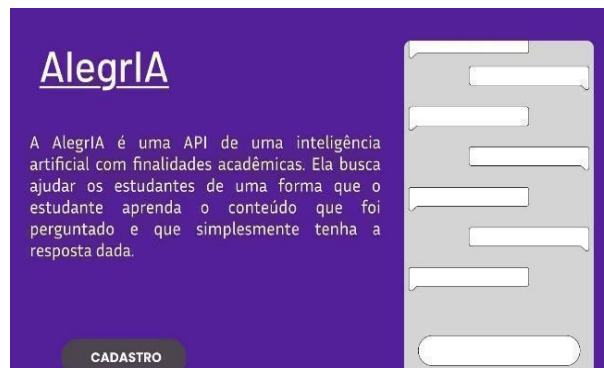 AlegrIA
A AlegrIA é uma API de uma inteligência
artificial com finalidades acadêmicas. Ela busca
ajudar os estudantes de uma forma que o
estudante aprenda o conteúdo que foi
perguntado e que simplesmente tenha a
resposta dada.
CADASTRO